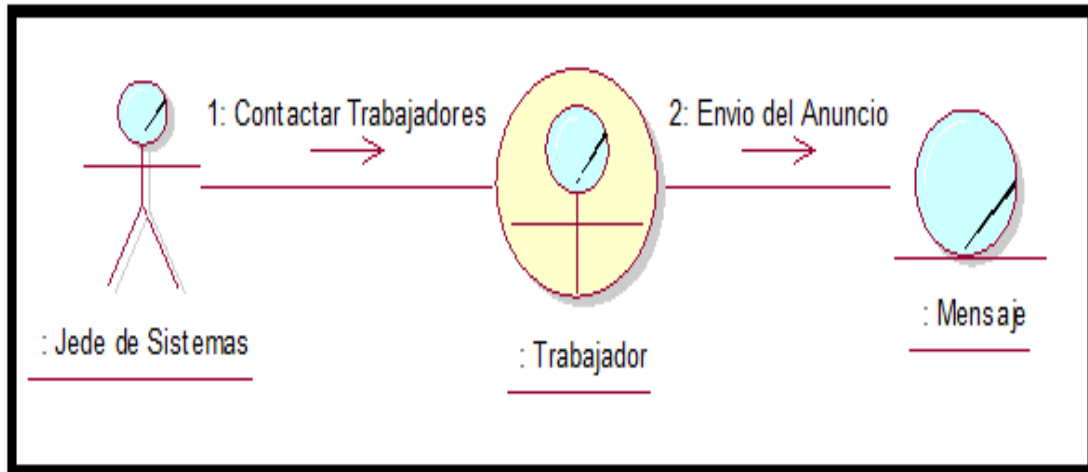 1: Contactar Trabajadores
2: Envio del Anuncio
: Jede de Sistemas
: Trabajador
: Mensaje